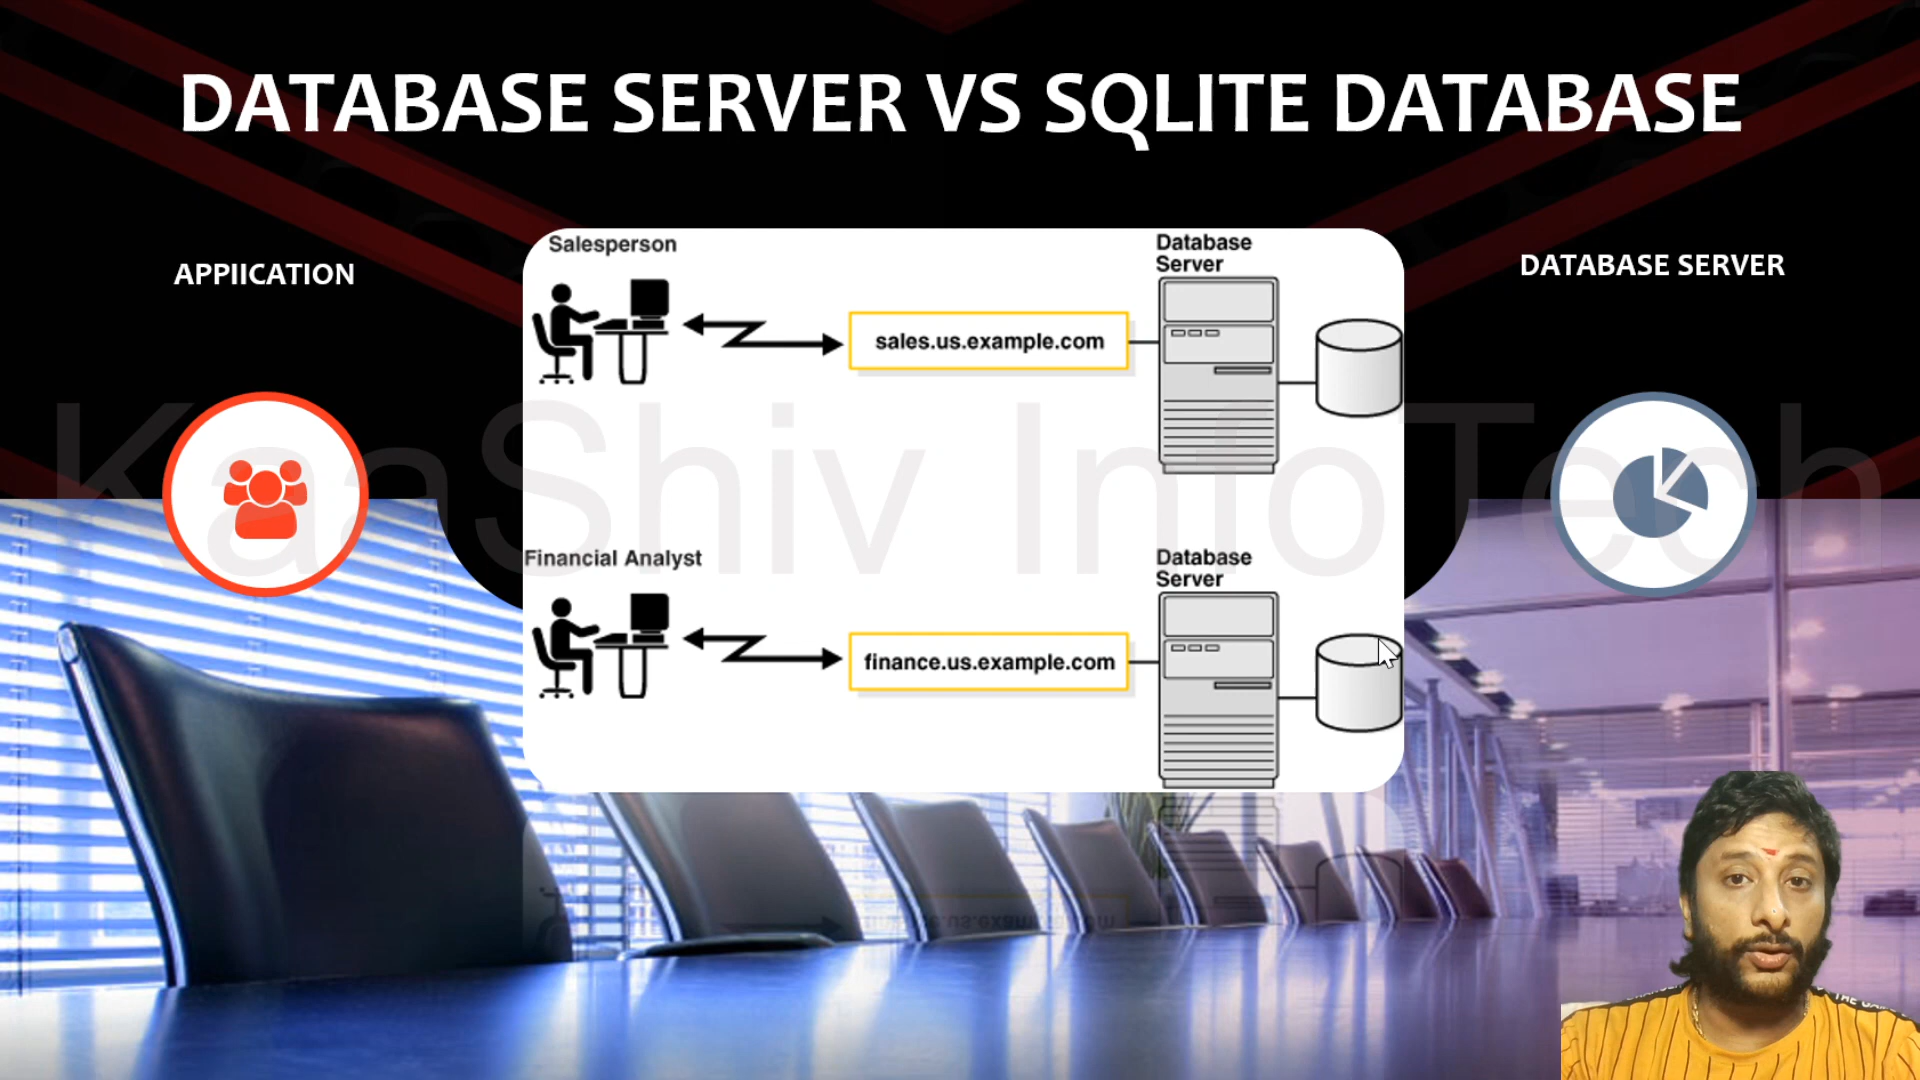 DATABASE SERVER VS SQLITE DATABASE
APPIICATION
DATABASE SERVER
Salesperson
Database
Server
sales.us.example.com
KaaShiv InfoTech
Financial Analyst
Database
Server
finance.us.example.com